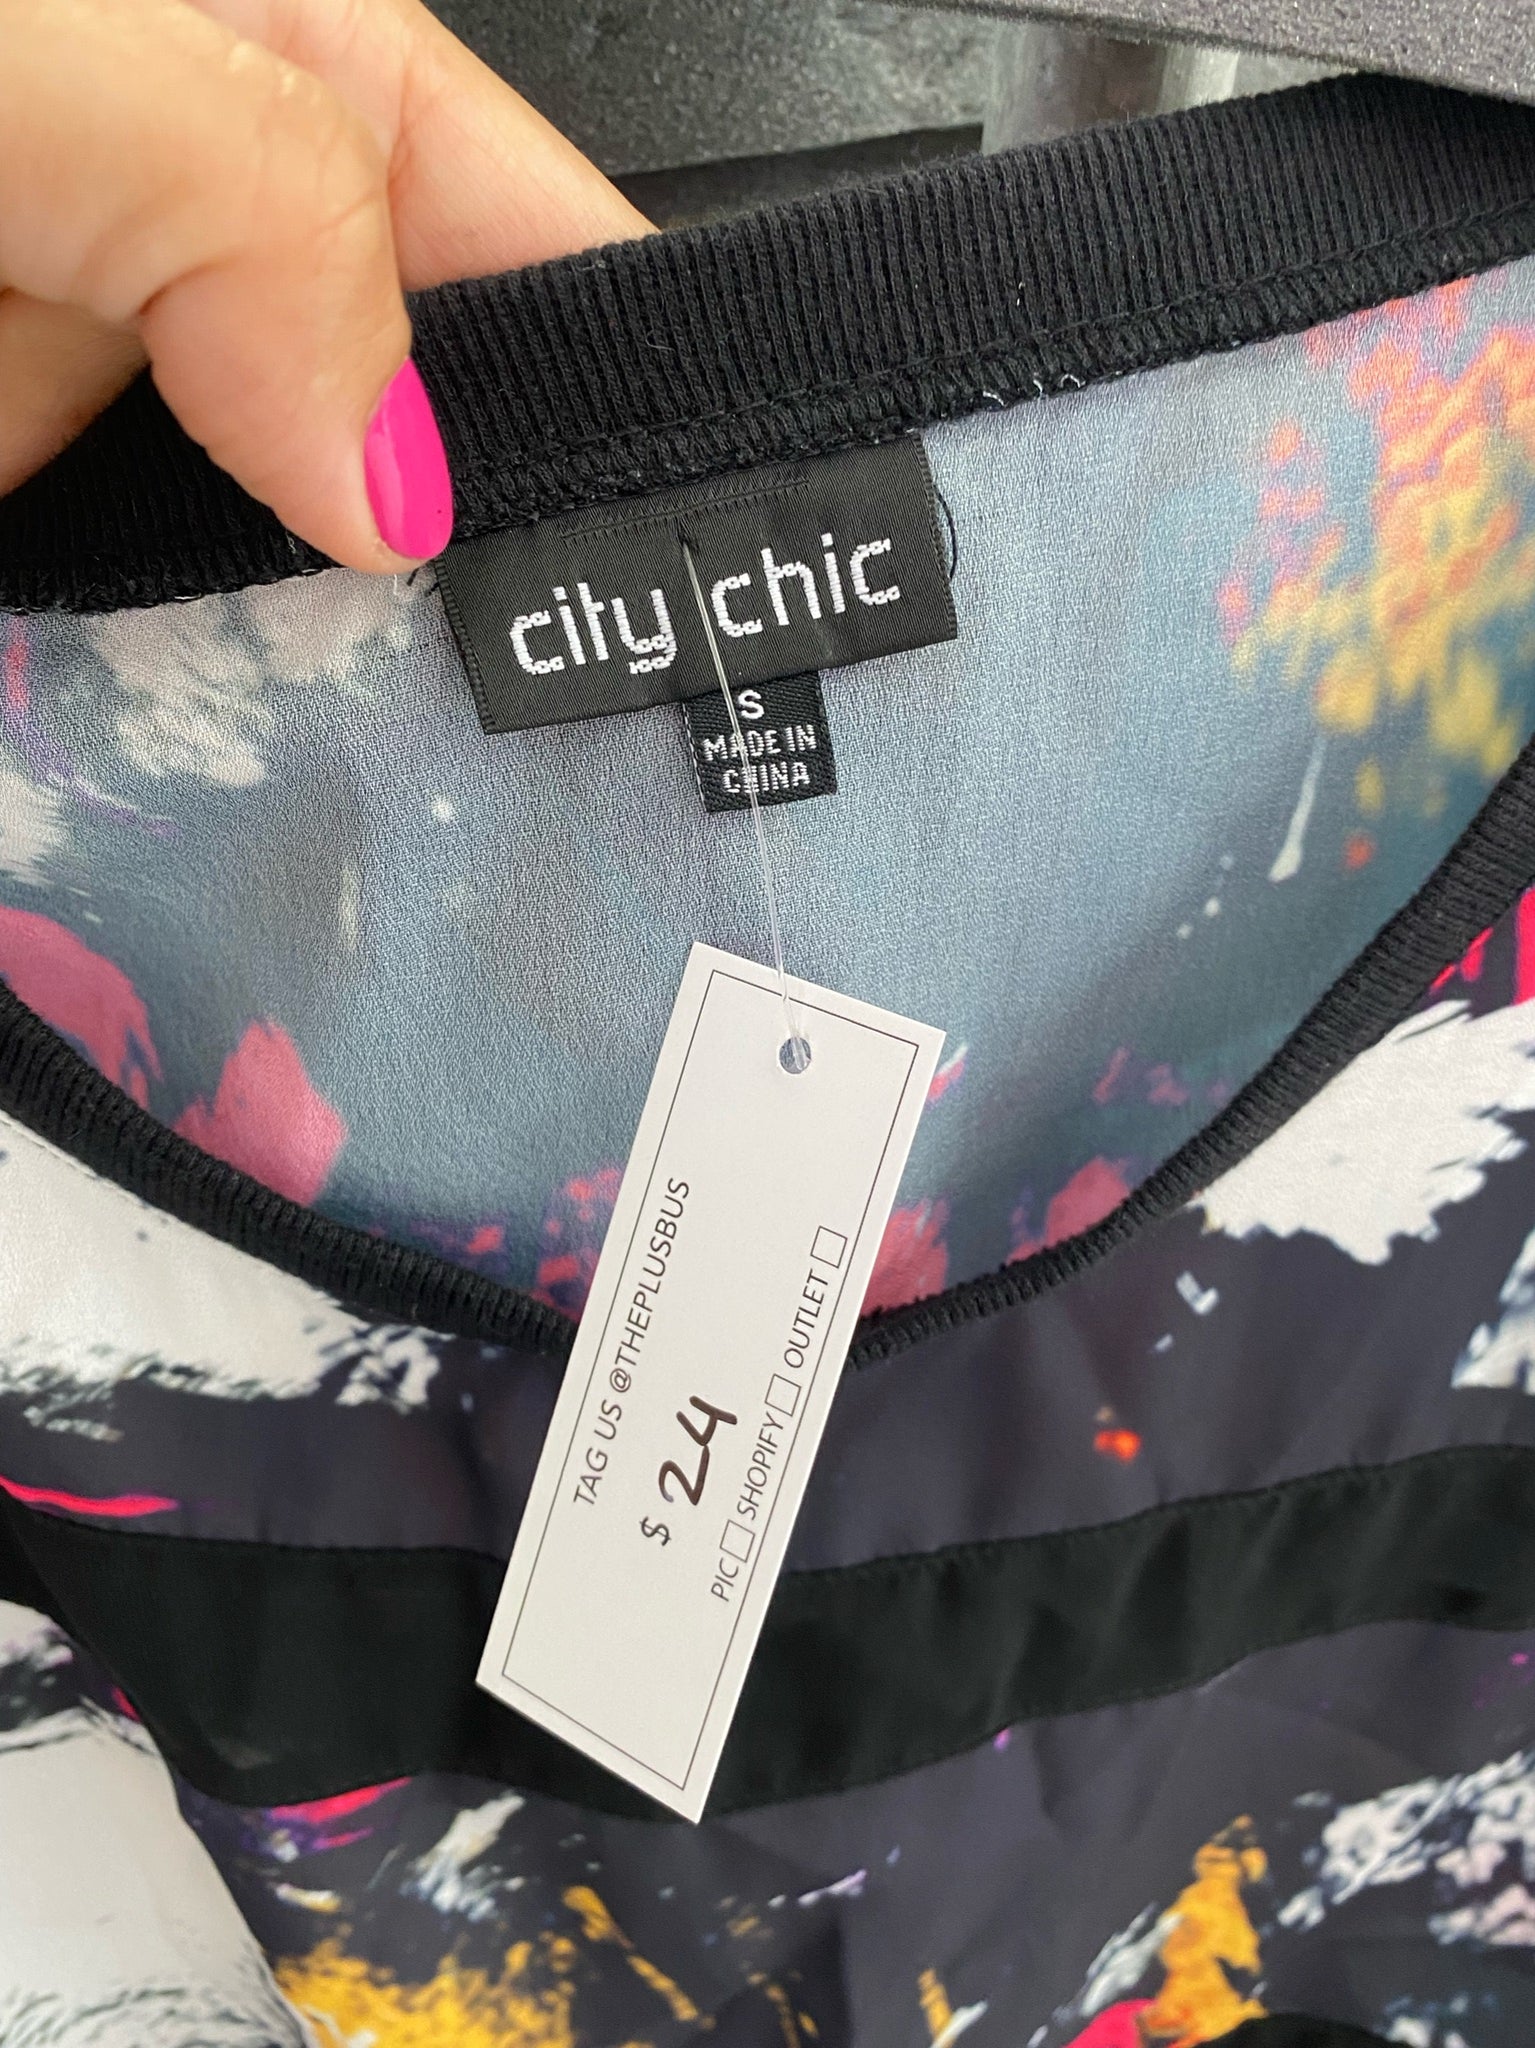 city chic
S
MADE IN
CHINA
TAG US @THEPLUSBUS
$ 24
PIC SHOPIFY OUTLET